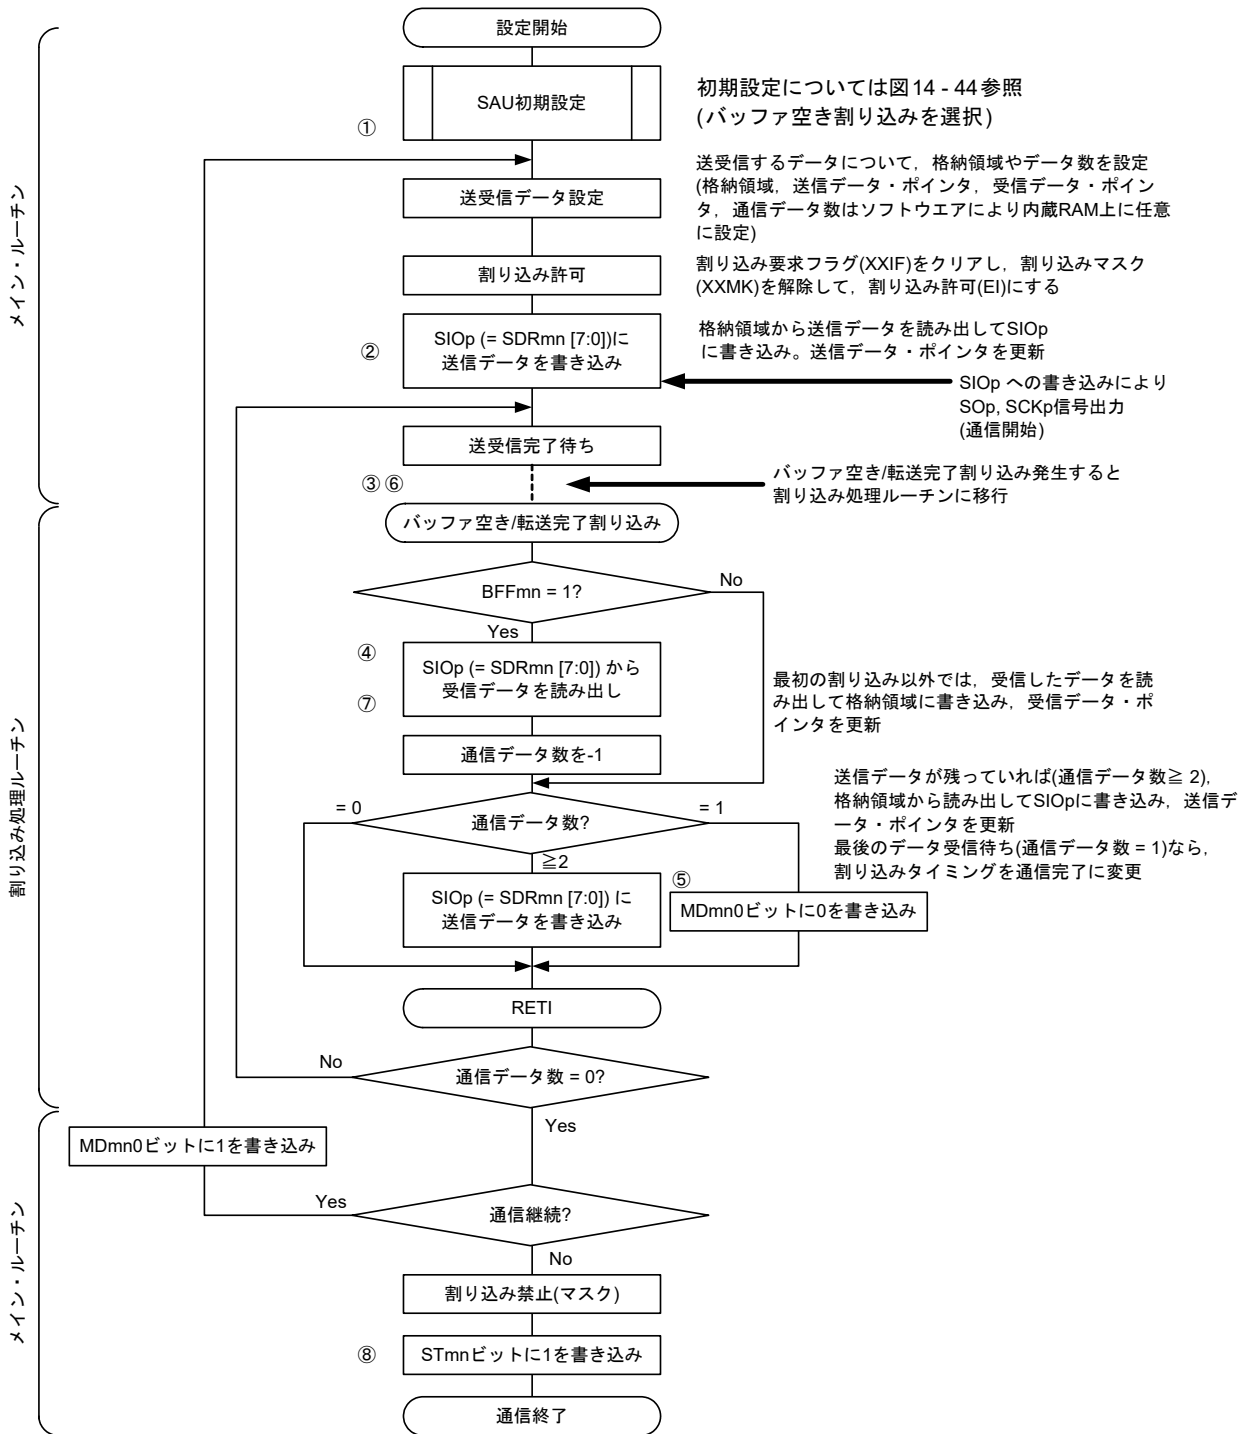 設定開始
SAU初期設定
初期設定については図14 - 44参照
(バッファ空き割り込みを選択)
①
送受信データ設定
送受信するデータについて，格納領域やデータ数を設定
(格納領域，送信データ・ポインタ，受信データ・ポイン
タ，通信データ数はソフトウエアにより内蔵RAM上に任意
に設定)
メイン・ルーチン
割り込み許可
割り込み要求フラグ(XXIF)をクリアし，割り込みマスク
(XXMK)を解除して，割り込み許可(EI)にする
②
SIOp (= SDRmn [7:0])に
送信データを書き込み
格納領域から送信データを読み出してSIOp
に書き込み。送信データ・ポインタを更新
SIOp への書き込みにより
SOp, SCKp信号出力
(通信開始)
送受信完了待ち
③ ⑥
バッファ空き/転送完了割り込み発生すると
割り込み処理ルーチンに移行
バッファ空き/転送完了割り込み
BFFmn = 1?
No
Yes
④
SIOp (= SDRmn [7:0]) から
受信データを読み出し
⑦
最初の割り込み以外では，受信したデータを読
み出して格納領域に書き込み，受信データ・ポ
インタを更新
通信データ数を-1
割り込み処理ルーチン
= 0
通信データ数?
= 1
≧2
送信データが残っていれば(通信データ数≧ 2),
格納領域から読み出してSIOpに書き込み，送信デ
ータ・ポインタを更新
最後のデータ受信待ち(通信データ数 = 1)なら,
割り込みタイミングを通信完了に変更
SIOp (= SDRmn [7:0]) に
送信データを書き込み
⑤
MDmn0ビットに0を書き込み
RETI
No
通信データ数 = 0?
Yes
MDmn0ビットに1を書き込み
メイン・ルーチン
Yes
通信継続?
No
割り込み禁止(マスク)
⑧
STmnビットに1を書き込み
通信終了